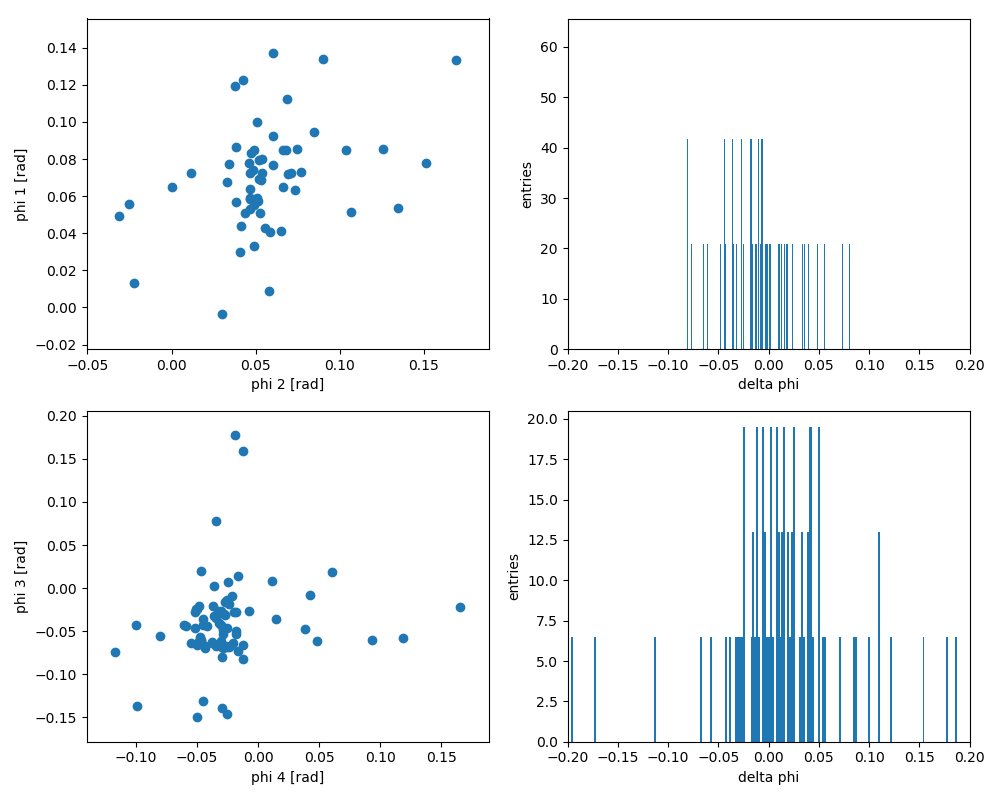 0.14
0.12
0.10
0.08
0.06
0.04
0.02
0.00
−0.02
phi 1 [rad]
−0.05 0.00 0.05 0.10 0.15
phi 2 [rad]
60
50
40
30
20
10
0
entries
−0.20 −0.15 −0.10 −0.05 0.00 0.05 0.10 0.15 0.20
delta phi
0.20
0.15
0.10
0.05
0.00
−0.05
−0.10
−0.15
phi 3 [rad]
−0.10 −0.05 0.00 0.05 0.10 0.15
phi 4 [rad]
20.0
17.5
15.0
12.5
10.0
7.5
5.0
2.5
0.0
entries
−0.20 −0.15 −0.10 −0.05 0.00 0.05 0.10 0.15 0.20
delta phi